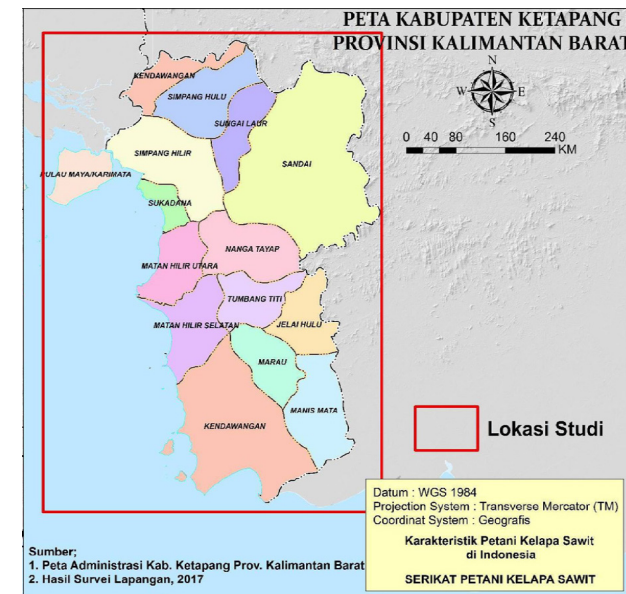 PETA KABUPATEN KETAPANG
PROVINSI KALIMANTAN BARAT
N
W E
S
0 40 80 160 240
KM
KENDAWANGAN
SIMPANG HULU
SUNGAI LAUR
SIMPANG HILIR
SANDAI
PULAU MAYA/KARIMATA
SUKADANA
NANGA TAYAP
MATAN HILIR UTARA
TUMBANG TITI
MATAN HILIR SELATAN
JELAI HULU
MARAU
MANIS MATA
KENDAWANGAN
Lokasi Studi
Datum : WGS 1984
Projection System : Transverse Mercator (TM)
Coordinat System : Geografis
Karakteristik Petani Kelapa Sawit
di Indonesia
SERIKAT PETANI KELAPA SAWIT
Sumber;
1. Peta Administrasi Kab. Ketapang Prov. Kalimantan Barat
2. Hasil Survei Lapangan, 2017